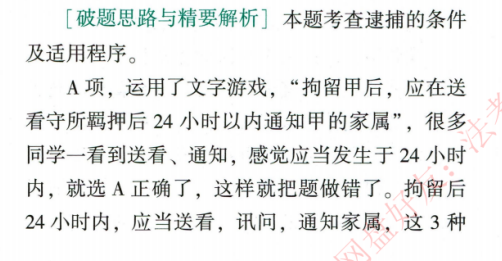 [破题思路与精要解析] 本题考查逮捕的条件
及适用程序。
A 项，运用了文字游戏，“拘留甲后，应在送
看守所羁押后 24 小时以内通知甲的家属”，很多
同学一看到送看、通知，感觉应当发生于 24 小时
内，就选 A 正确了，这样就把题做错了。拘留后
24 小时内，应当送看，讯问，通知家属，这 3 种
网盘好友：法考